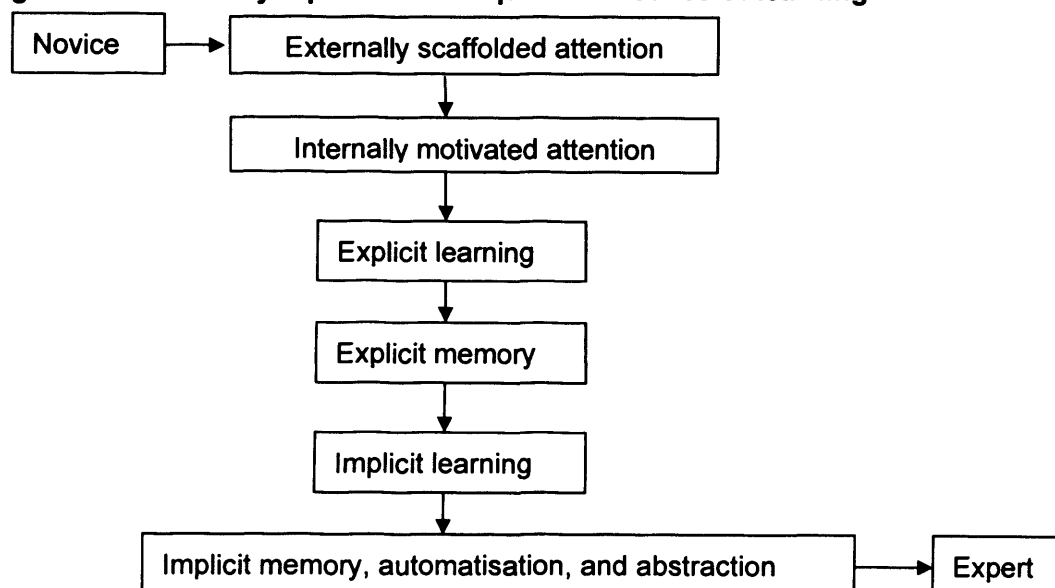 Novice
Externally scaffolded attention
Internally motivated attention
Explicit learning
Explicit memory
Implicit learning
Implicit memory, automatisation, and abstraction
Expert